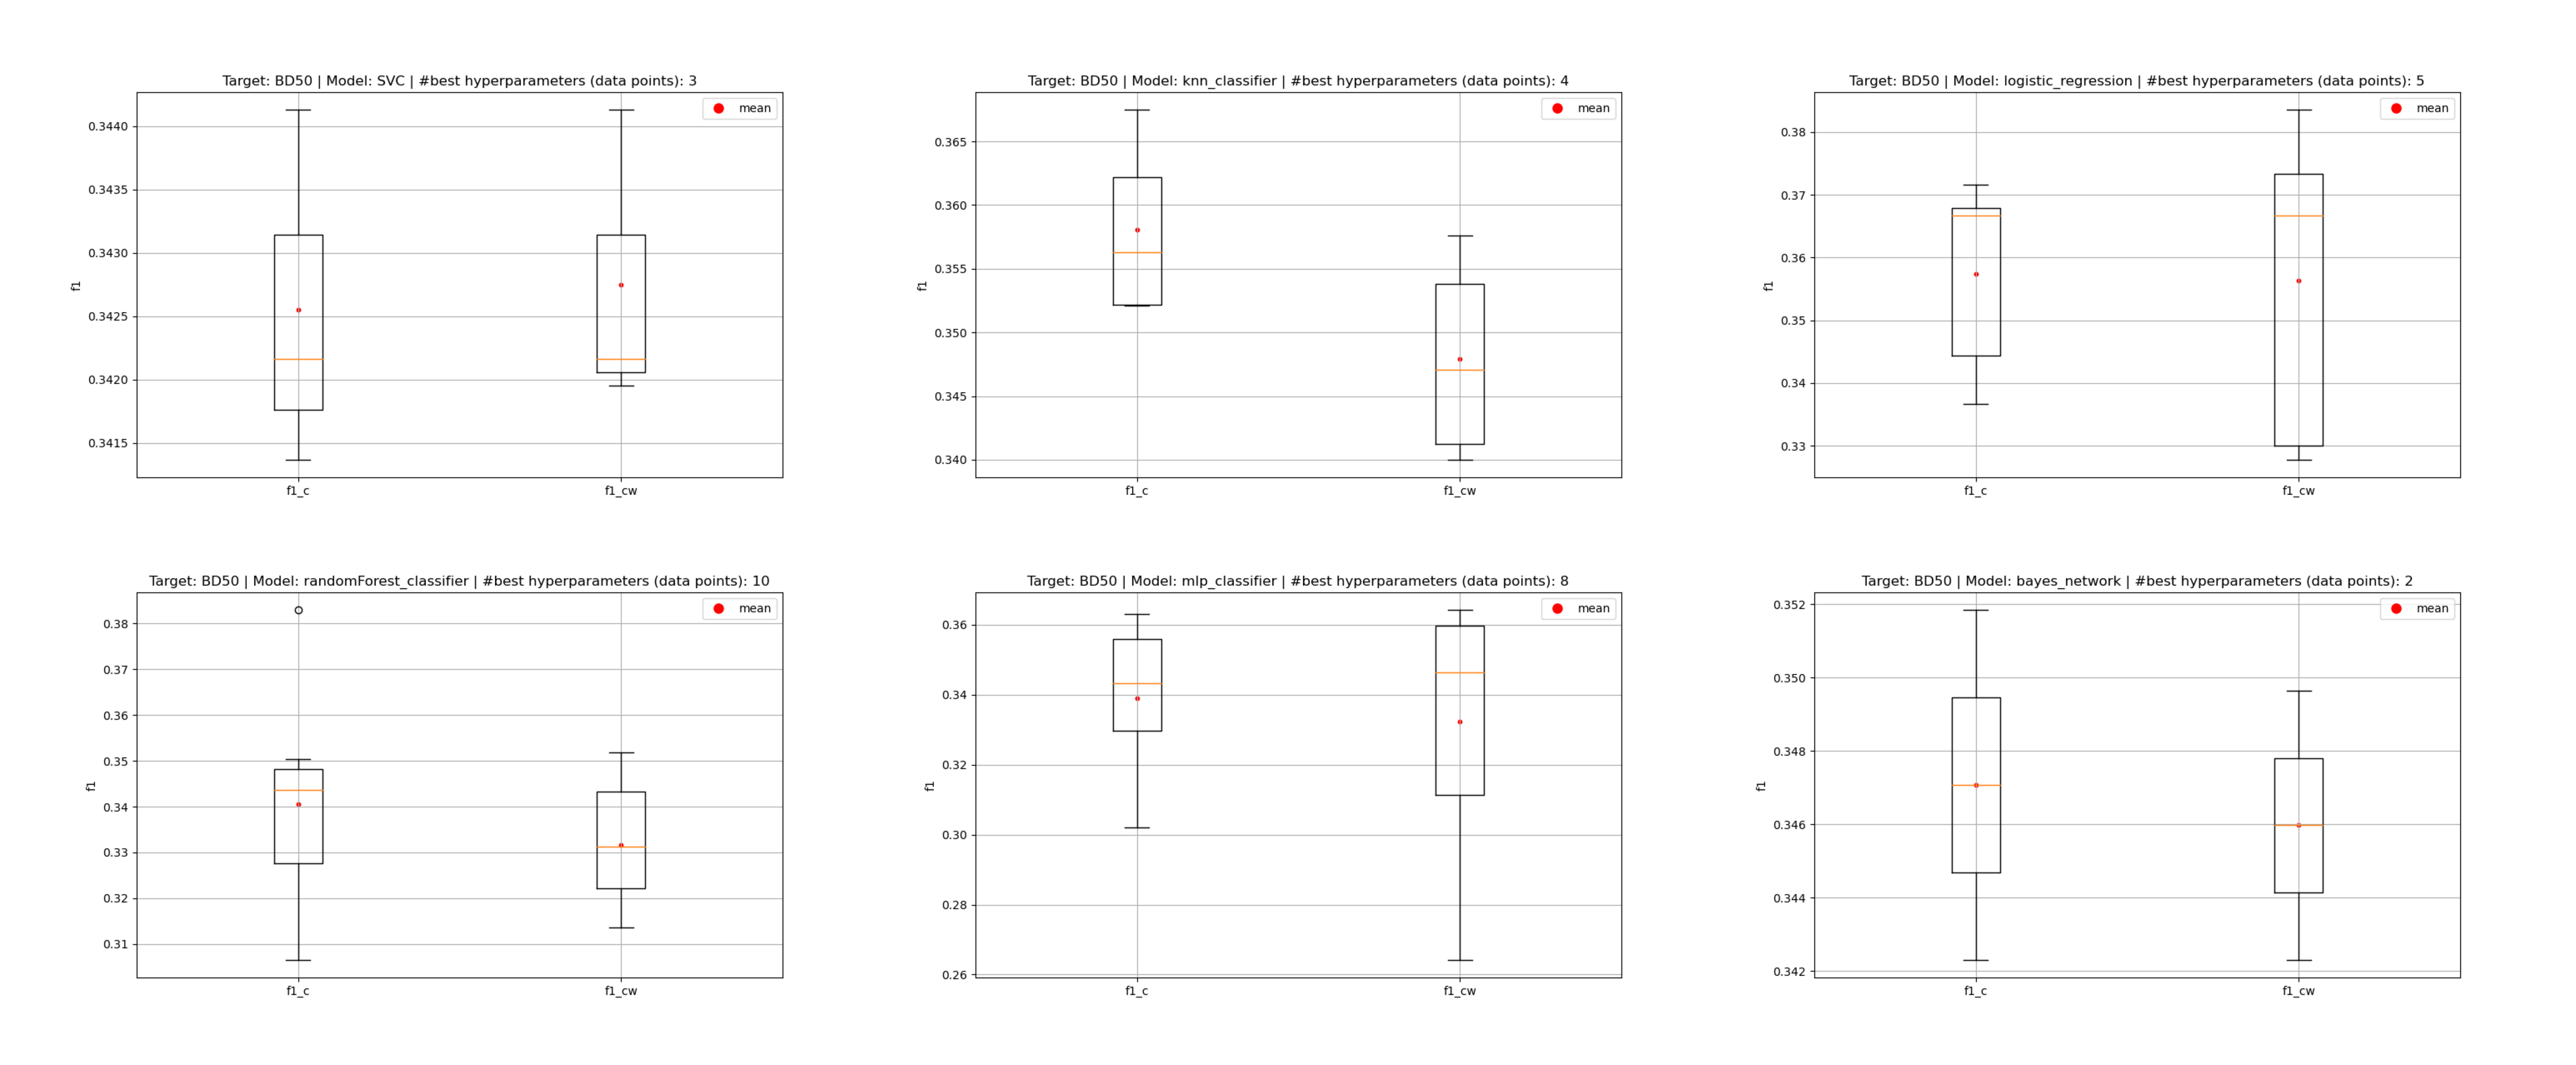 Target: BD50 | Model: SVC | #best hyperparameters (data points): 3
mean
0.3440
0.3435
0.3430
0.3425
0.3420
0.3415
f1
f1_c f1_cw
Target: BD50 | Model: knn_classifier | #best hyperparameters (data points): 4
mean
0.365
0.360
0.355
0.350
0.345
0.340
f1
f1_c f1_cw
Target: BD50 | Model: logistic_regression | #best hyperparameters (data points): 5
mean
0.38
0.37
0.36
0.35
0.34
0.33
f1
f1_c f1_cw
Target: BD50 | Model: randomForest_classifier | #best hyperparameters (data points): 10
mean
0.38
0.37
0.36
0.35
0.34
0.33
0.32
0.31
f1
f1_c f1_cw
Target: BD50 | Model: mlp_classifier | #best hyperparameters (data points): 8
mean
0.36
0.34
0.32
0.30
0.28
0.26
f1
f1_c f1_cw
Target: BD50 | Model: bayes_network | #best hyperparameters (data points): 2
mean
0.352
0.350
0.348
0.346
0.344
0.342
f1
f1_c f1_cw